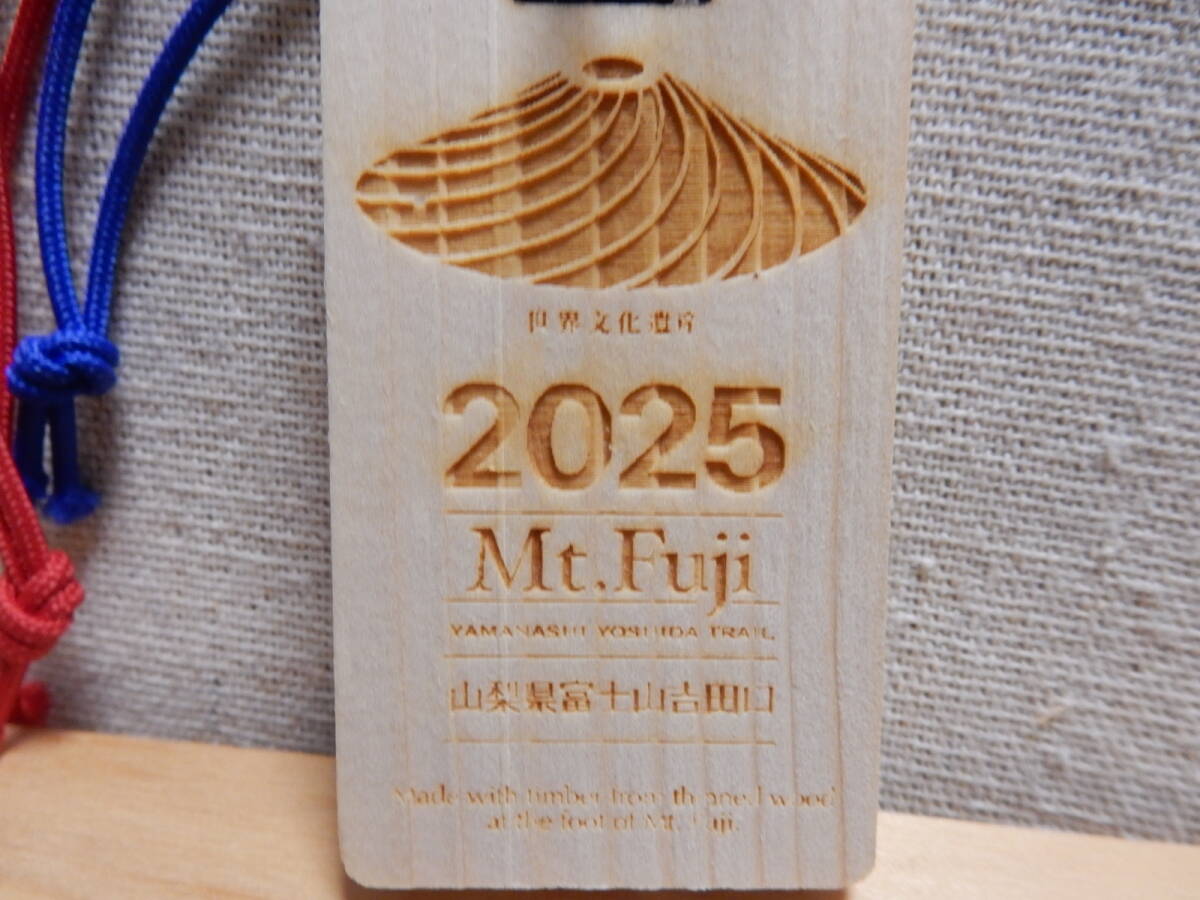 世界文化遺産
2025
Mt.Fuji
YAMANASHI YOSHIDA TRAIL
山梨県富士山吉田口
Made with timber from thinned wood
at the foot of Mt. Fuji.